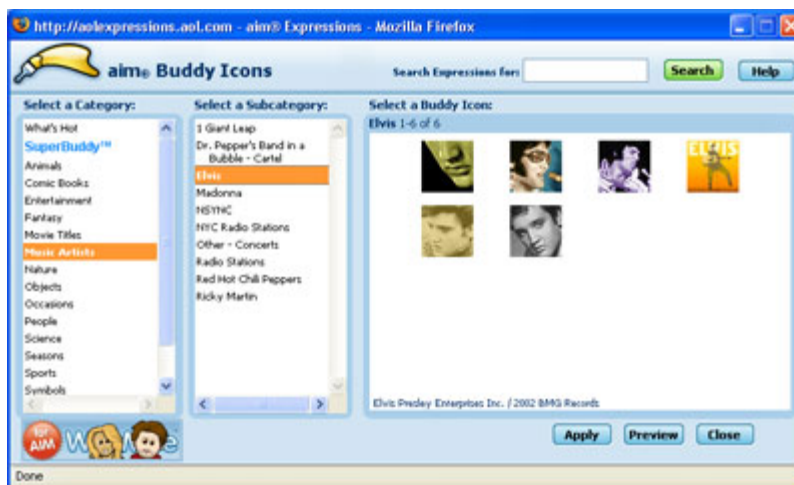 http://aolexpressions.aol.com - aim® Expressions - Mozilla Firefox
aim® Buddy Icons
Search Expressions for:
Search
Help
Select a Category:
What's Hot
SuperBuddy™
Animals
Comic Books
Entertainment
Fantasy
Movie Titles
Music Artists
Nature
Objects
Occasions
People
Science
Seasons
Sports
Symbols
Select a Subcategory:
1 Giant Leap
Dr. Pepper's Band in a
Bubble - Cartel
Elvis
Madonna
NSYNC
NYC Radio Stations
Other - Concerts
Radio Stations
Red Hot Chili Peppers
Ricky Martin
Select a Buddy Icon:
Elvis 1-6 of 6
ELVIS
Elvis Presley Enterprises Inc. / 2002 BMG Records
for
AIM
Apply
Preview
Close
Done